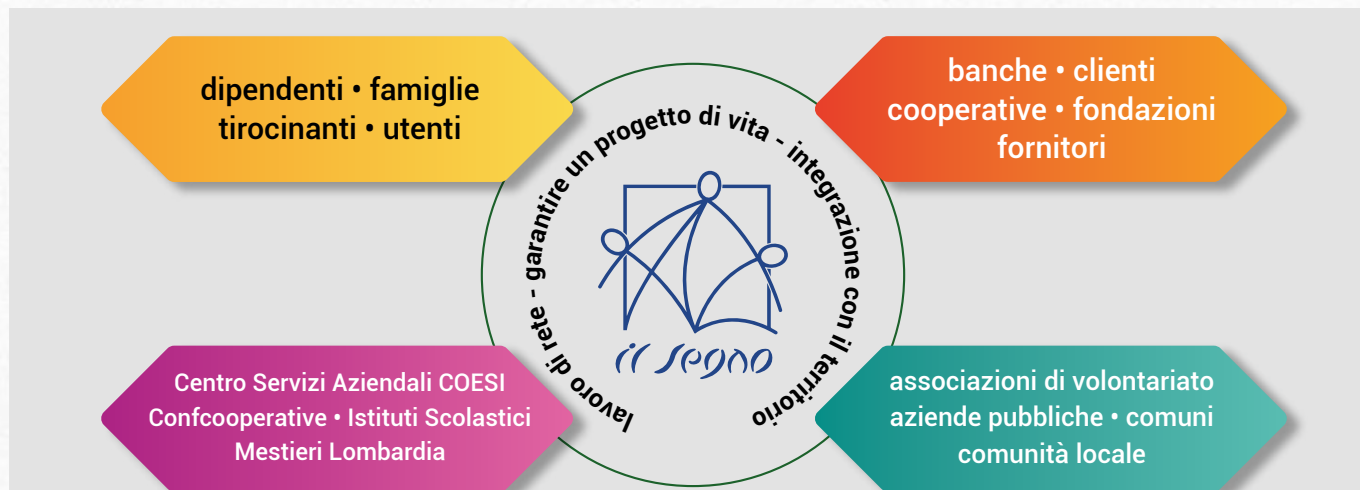 dipendenti • famiglie
tirocinanti • utenti
banche • clienti
cooperative • fondazioni
fornitori
lavoro di rete - garantire un progetto di vita - integrazione con il territorio
il segno
Centro Servizi Aziendali COESI
Confcooperative • Istituti Scolastici
Mestieri Lombardia
associazioni di volontariato
aziende pubbliche • comuni
comunità locale